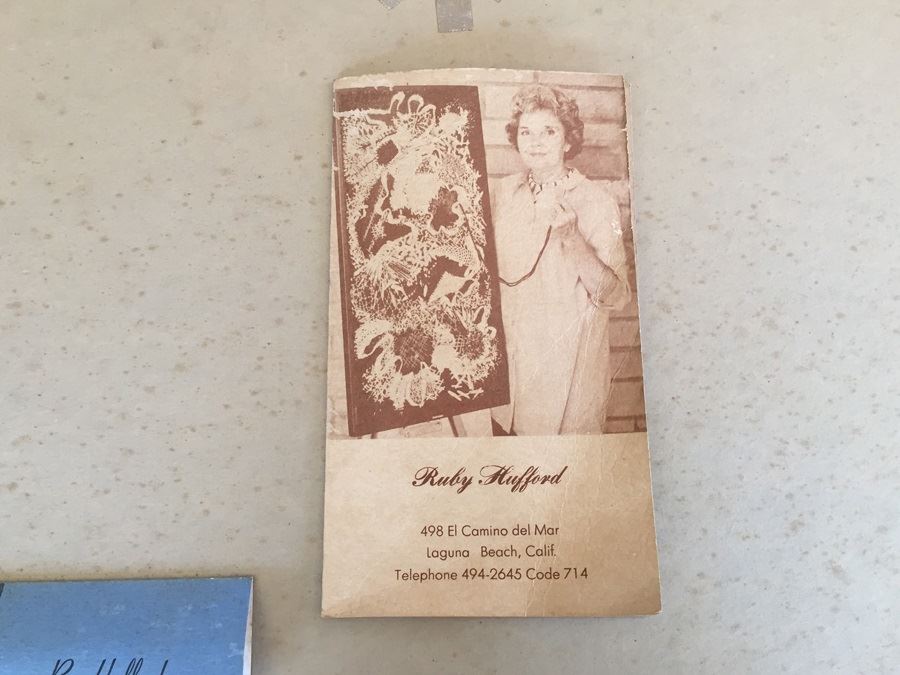 Ruby Hufford
498 El Camino del Mar
Laguna Beach, Calif.
Telephone 494-2645 Code 714